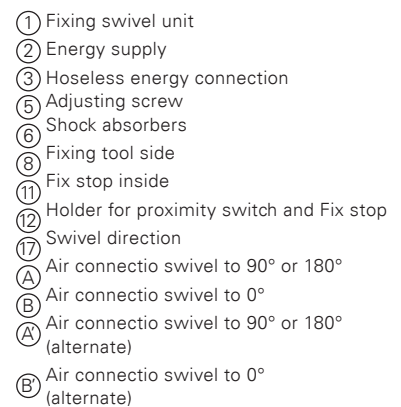 ① Fixing swivel unit
② Energy supply
③ Hoseless energy connection
⑤ Adjusting screw
⑥ Shock absorbers
⑧ Fixing tool side
⑪ Fix stop inside
⑫ Holder for proximity switch and Fix stop
⑰ Swivel direction
Ⓐ Air connectio swivel to 90° or 180°
Ⓑ Air connectio swivel to 0°
A' Air connectio swivel to 90° or 180°
(alternate)
B' Air connectio swivel to 0°
(alternate)